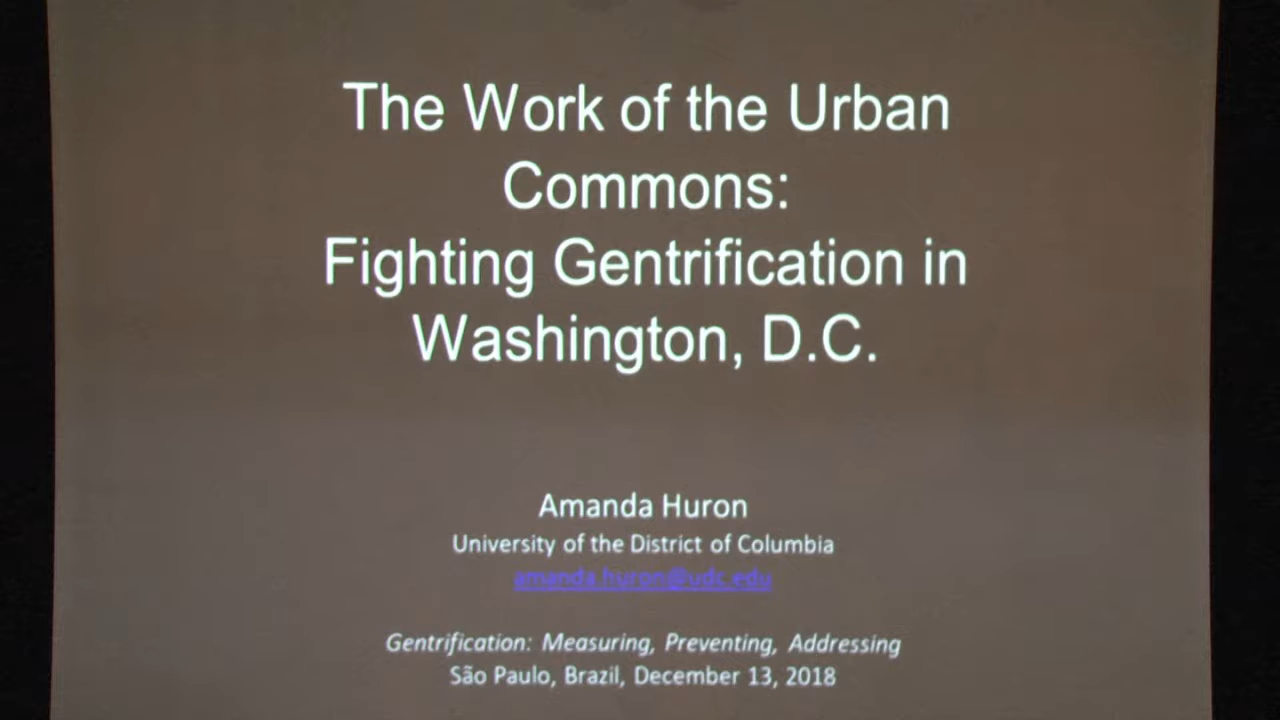 The Work of the Urban
Commons:
Fighting Gentrification in
Washington, D.C.
Amanda Huron
University of the District of Columbia
amanda.huron@udc.edu
Gentrification: Measuring, Preventing, Addressing
São Paulo, Brazil, December 13, 2018